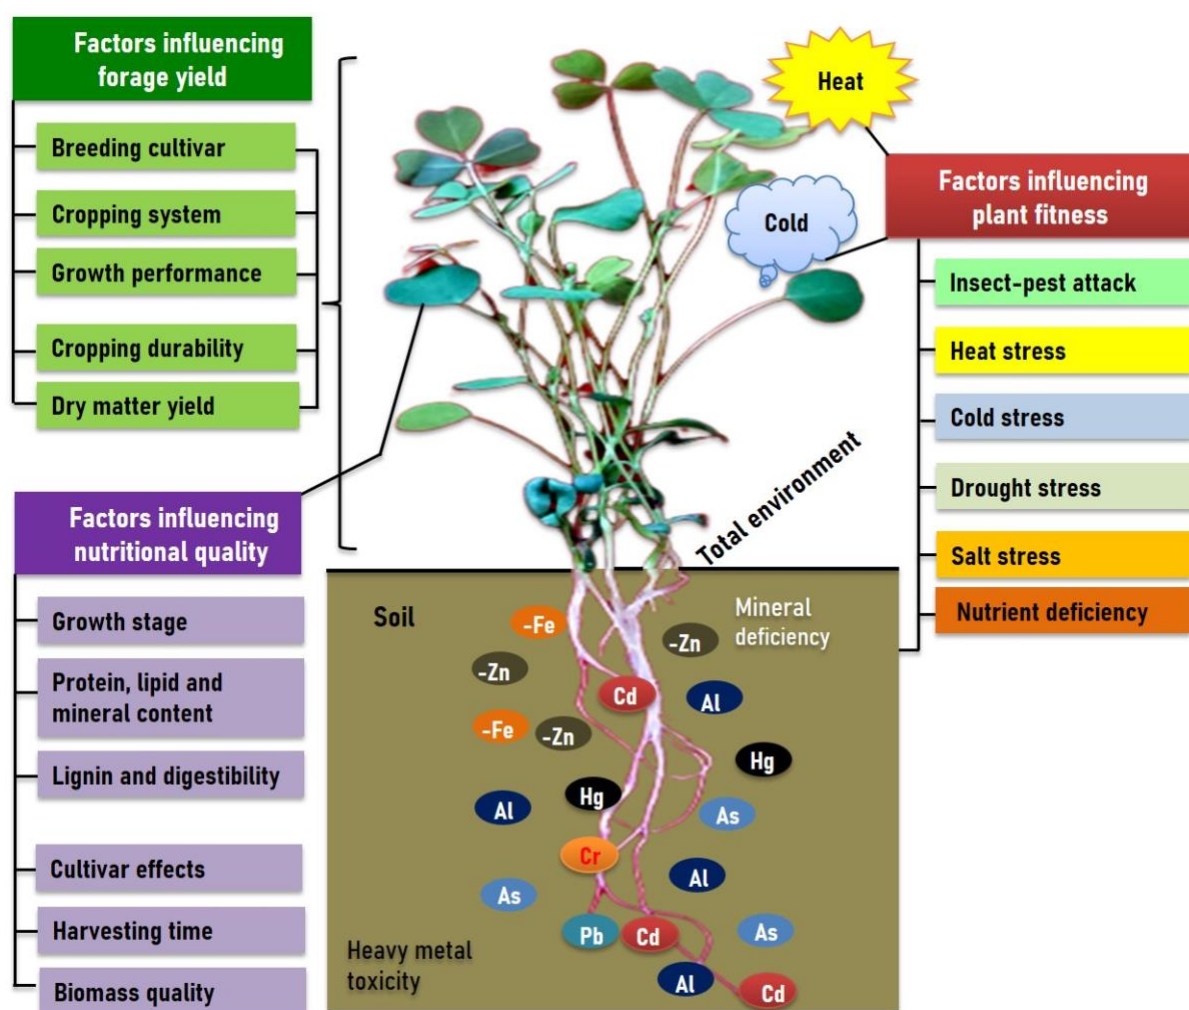 Factors influencing
forage yield
Breeding cultivar
Cropping system
Growth performance
Cropping durability
Dry matter yield
Factors influencing
nutritional quality
Growth stage
Protein, lipid and
mineral content
Lignin and digestibility
Cultivar effects
Harvesting time
Biomass quality
Heat
Cold
Factors influencing
plant fitness
Insect-pest attack
Heat stress
Cold stress
Drought stress
Salt stress
Nutrient deficiency
Total environment
Soil
Mineral
deficiency
-Fe
-Zn
-Zn
Cd
Al
-Fe
-Zn
Hg
Hg
Al
As
Cr
Al
As
Pb
Cd
As
Al
Cd
Heavy metal
toxicity